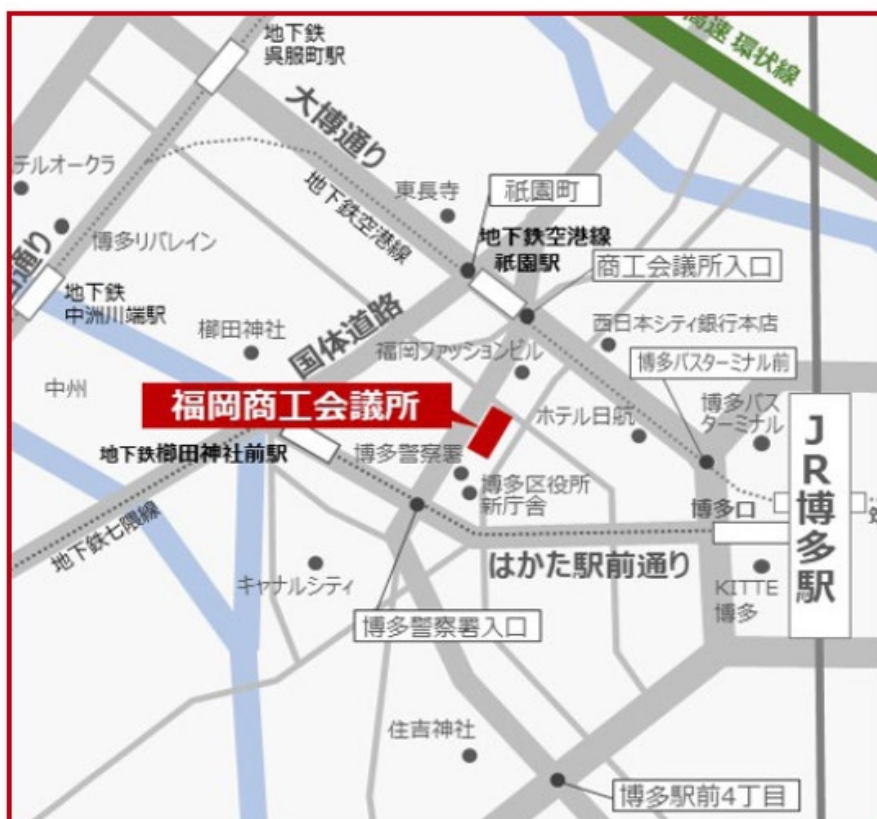 高速 環状線
地下鉄
呉服町駅
大博通り
テルオークラ
地下鉄空港線
東長寺
祇園町
博多リバレイン
地下鉄空港線
祇園駅
商工会議所入口
通り
地下鉄
中洲川端駅
国体道路
西日本シティ銀行本店
櫛田神社
福岡ファッションビル
博多バスターミナル前
中州
福岡商工会議所
ホテル日航
博多バス
ターミナル
JR博多駅
地下鉄櫛田神社前駅
博多警察署
博多区役所
新庁舎
博多口
地下鉄七隈線
はかた駅前通り
キャナルシティ
KITTE
博多
博多警察署入口
住吉神社
博多駅前4丁目